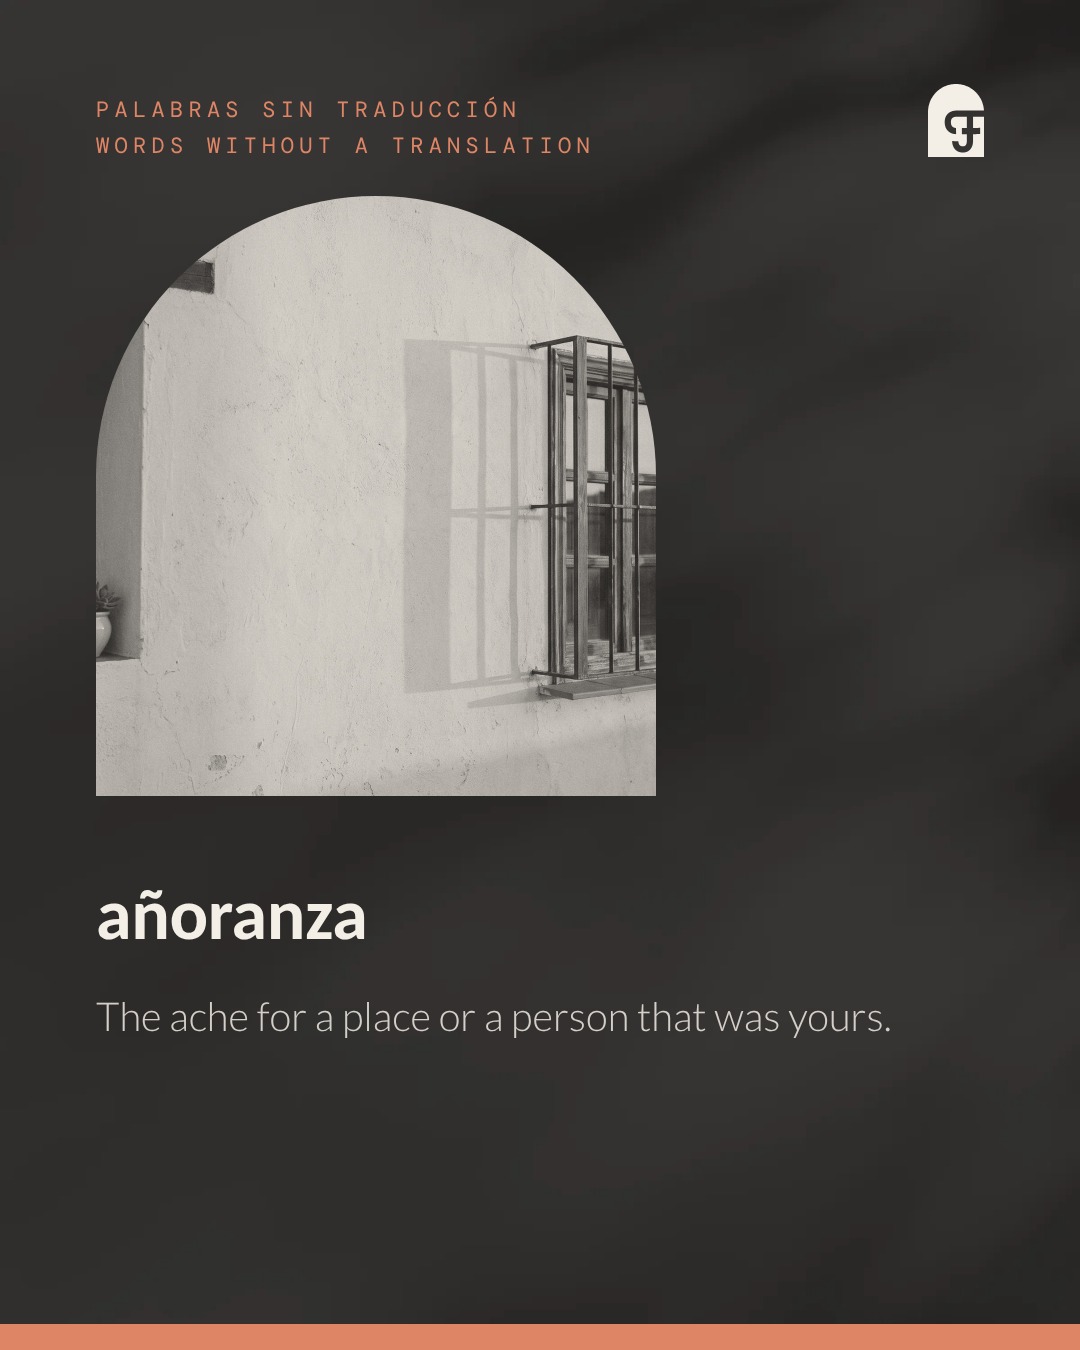 PALABRAS SIN TRADUCCIÓN
WORDS WITHOUT A TRANSLATION
añoranza
The ache for a place or a person that was yours.